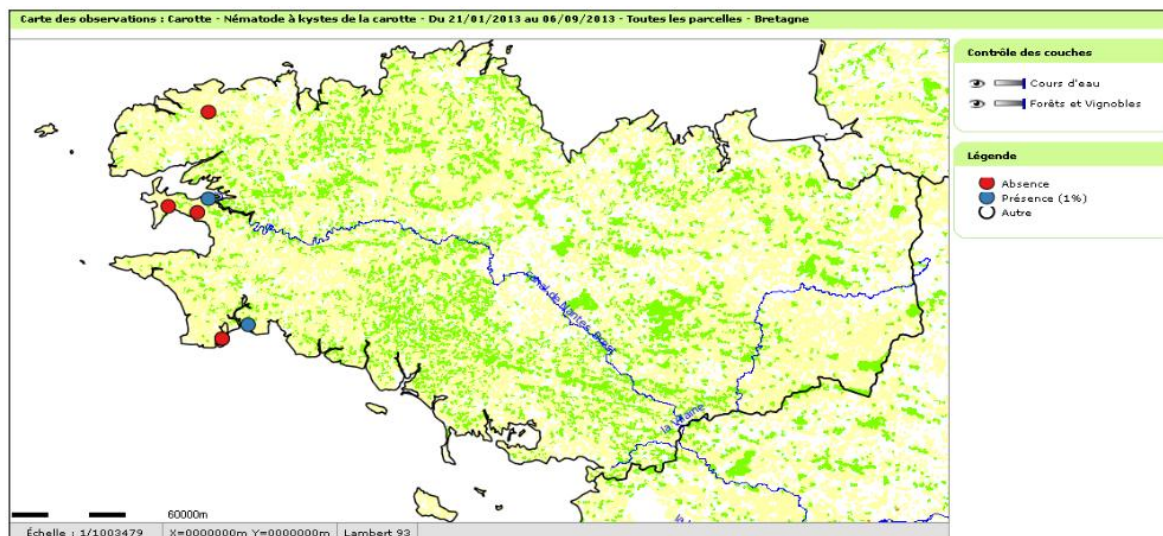 Carte des observations : Carotte - Nématode à kystes de la carotte - Du 21/01/2013 au 06/09/2013 - Toutes les parcelles - Bretagne
Contrôle des couches
Cours d'eau
Forêts et Vignobles
Légende
Absence
Présence (1%)
Autre
Canal de Nantes Brest
la Vilaine
60000m
Échelle : 1/1003479 X=0000000m Y=0000000m Lambert 93